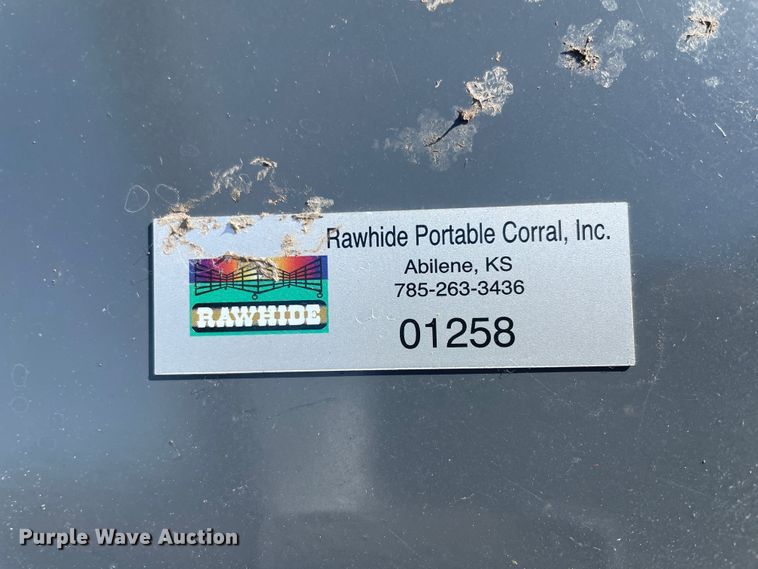 Rawhide Portable Corral, Inc.
Abilene, KS
785-263-3436
RAWHIDE
01258
Purple Wave Auction